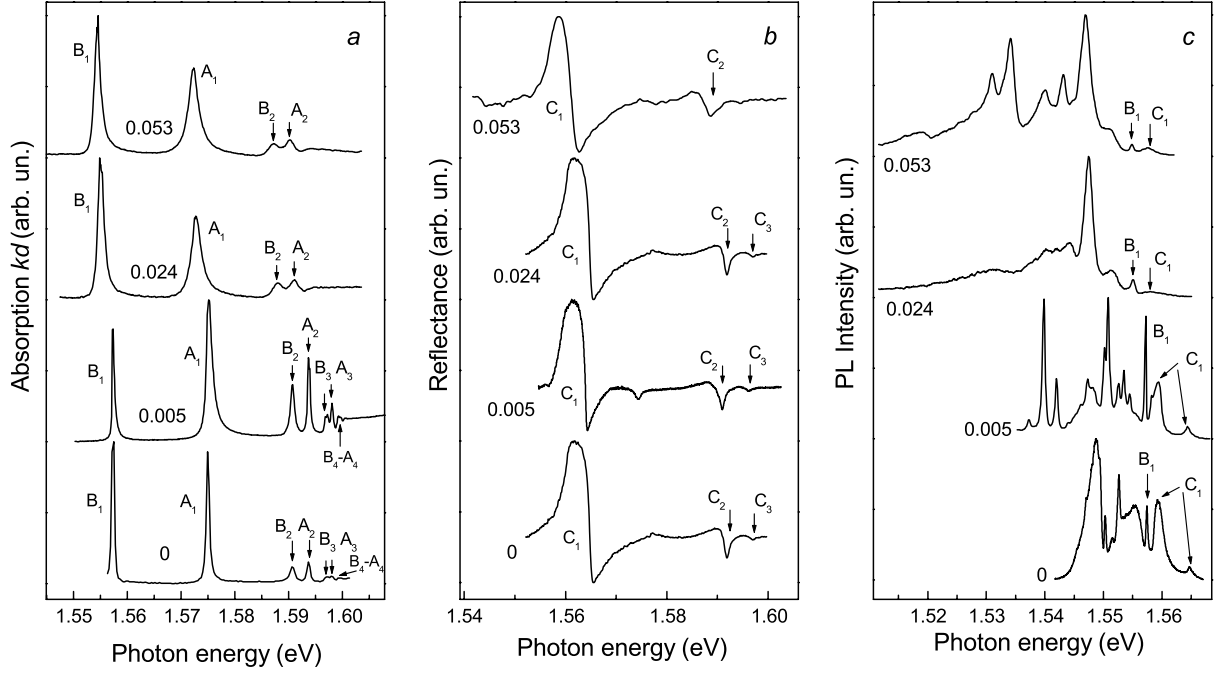 a
B₁
A₁
B₂
A₂
0.053
B₁
A₁
B₂
A₂
0.024
B₁
A₁
B₂
A₂
B₃ A₃
0.005
B₄-A₄
B₁
A₁
B₂ A₂ B₃ A₃
B₄-A₄
0
Absorption kd (arb. un.)
1.55 1.56 1.57 1.58 1.59 1.60
Photon energy (eV)
b
C₁
C₂
0.053
C₁
C₂
C₃
0.024
C₁
C₂
C₃
0.005
C₁
C₂
C₃
0
Reflectance (arb. un.)
1.54 1.56 1.58 1.60
Photon energy (eV)
c
B₁
C₁
0.053
B₁
C₁
0.024
B₁
C₁
0.005
B₁
C₁
0
PL Intensity (arb. un.)
1.52 1.53 1.54 1.55 1.56
Photon energy (eV)